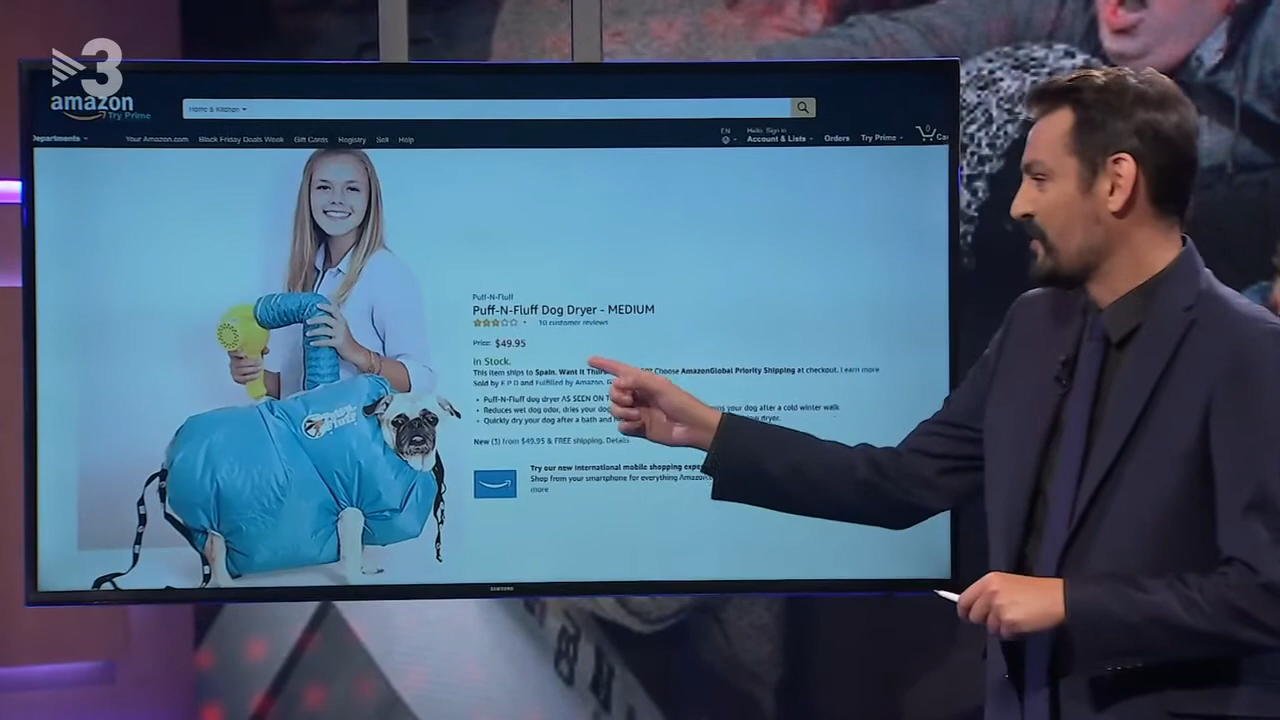 3
amazon
Try Prime
Home & Kitchen
Departments
Your Amazon.com Black Friday Deals Week Gift Cards Registry Sell Help
EN
Hello. Sign in
Account & Lists Orders Try Prime
0
Puff-N-Fluff
Puff-N-Fluff Dog Dryer - MEDIUM
10 customer reviews
Price: $49.95
In Stock.
This item ships to Spain. Want it Choose AmazonGlobal Priority Shipping at checkout. Learn more
Sold by and Fulfilled by Amazon.
Puff-N-Fluff dog dryer AS SEEN ON
Reduces wet dog odor, dries your your dog after a cold winter walk
Quickly dry your dog after a bath and dryer.
New (1) from $49.95 & FREE shipping. Details
Try our new international mobile shopping
Shop from your smartphone for everything
more
SAMSUNG